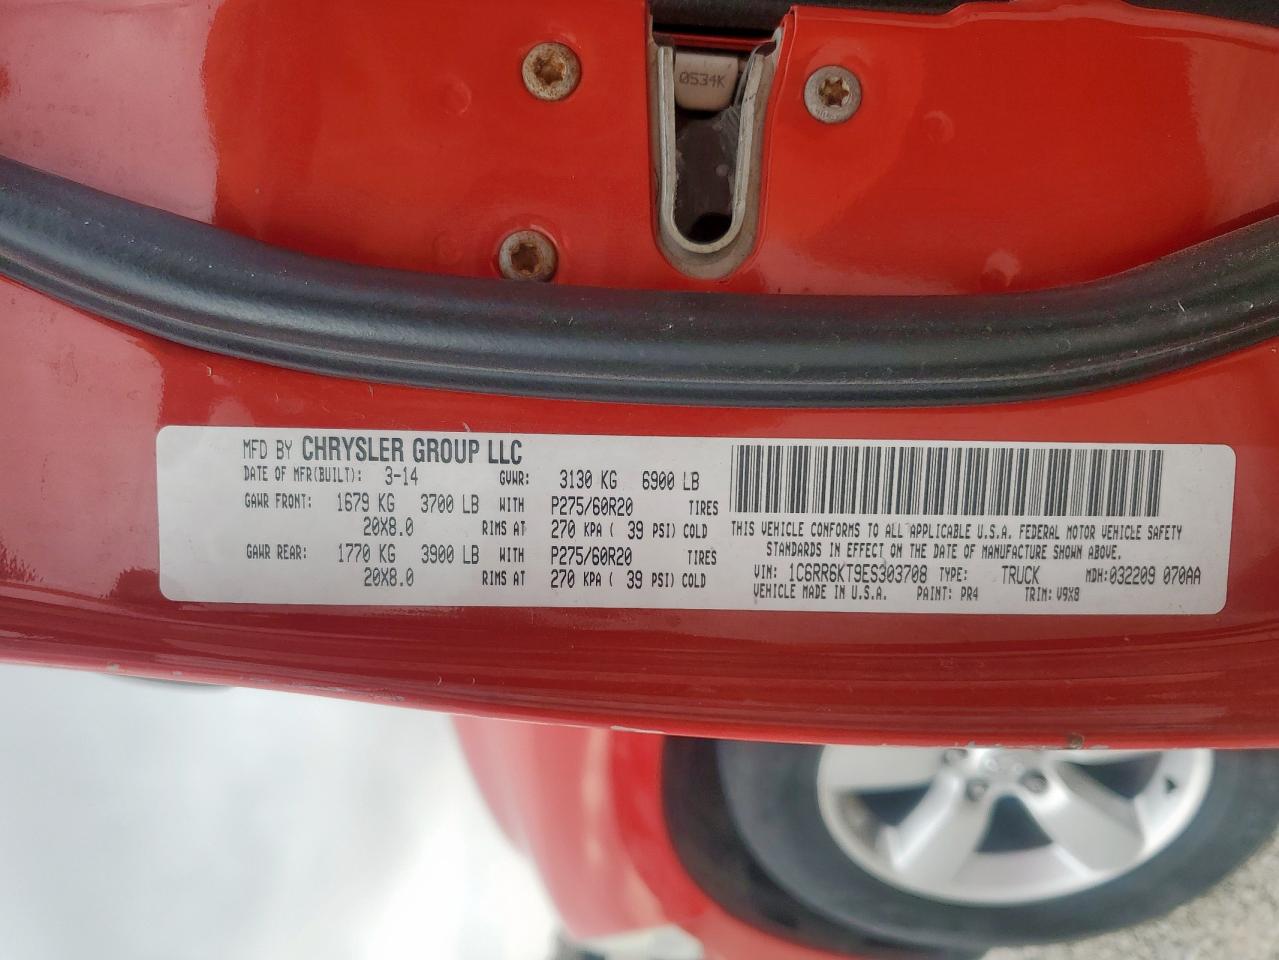 0534K
MFD BY CHRYSLER GROUP LLC
DATE OF MFR(BUILT): 3-14 GVWR: 3130 KG 6900 LB
GAWR FRONT: 1679 KG 3700 LB WITH P275/60R20 TIRES
20X8.0 RIMS AT 270 KPA ( 39 PSI) COLD
GAWR REAR: 1770 KG 3900 LB WITH P275/60R20 TIRES
20X8.0 RIMS AT 270 KPA ( 39 PSI) COLD
THIS VEHICLE CONFORMS TO ALL APPLICABLE U.S.A. FEDERAL MOTOR VEHICLE SAFETY
STANDARDS IN EFFECT ON THE DATE OF MANUFACTURE SHOWN ABOVE.
VIN: 1C6RR6KT9ES303708 TYPE: TRUCK MDH:032209 070AA
VEHICLE MADE IN U.S.A. PAINT: PR4 TRIM: V9X8